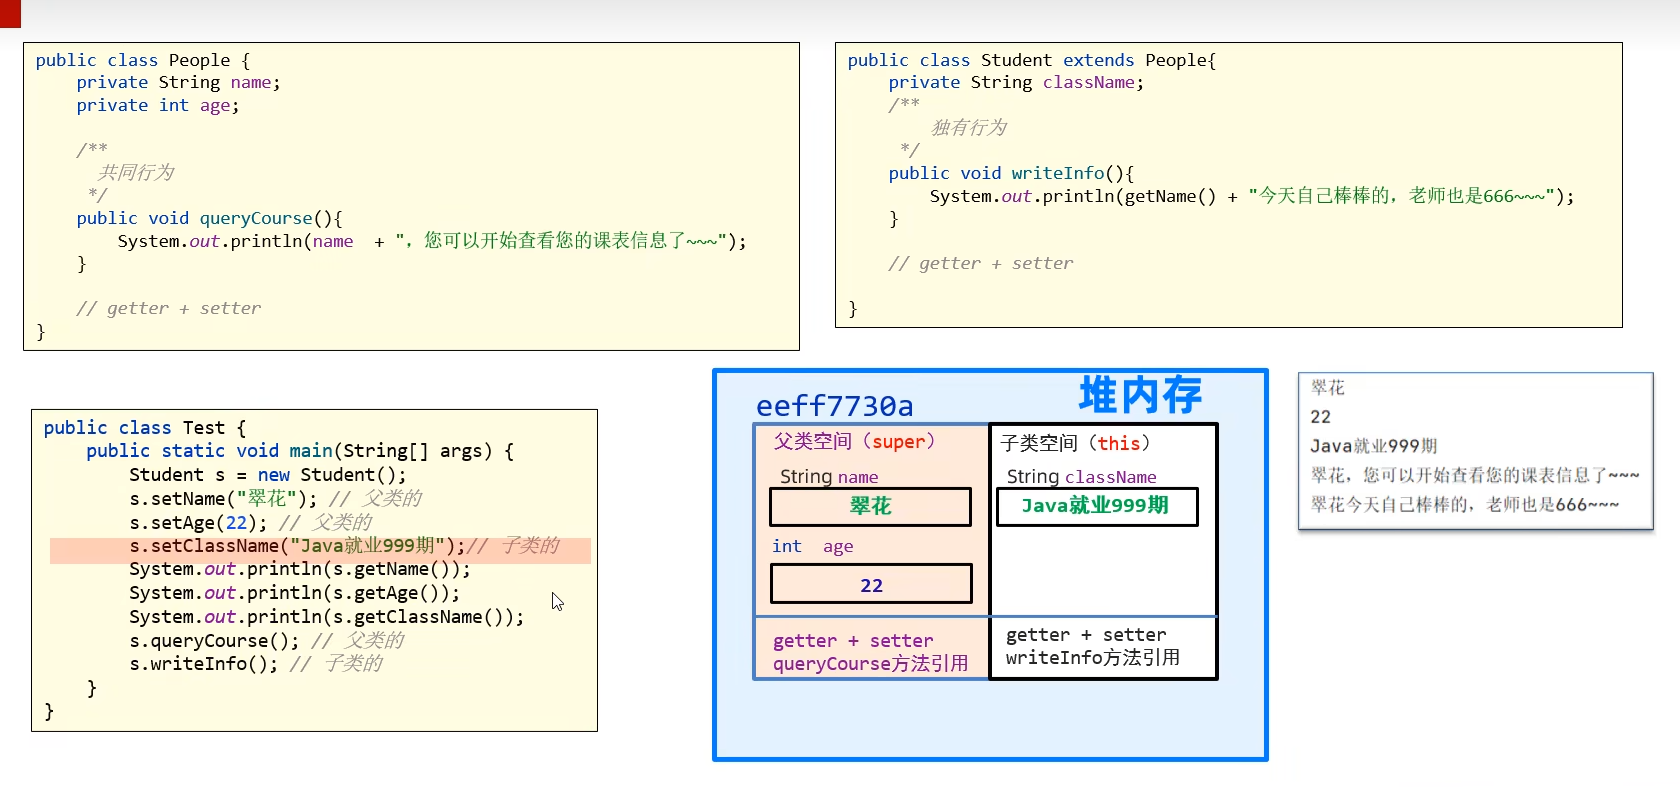 public class People {
private String name;
private int age;
/**
共同行为
*/
public void queryCourse(){
System.out.println(name + "，您可以开始查看您的课表信息了~~~");
}
// getter + setter
}
public class Student extends People{
private String className;
/**
独有行为
*/
public void writeInfo(){
System.out.println(getName() + "今天自己棒棒的，老师也是666~~~");
}
// getter + setter
}
public class Test {
public static void main(String[] args) {
Student s = new Student();
s.setName("翠花"); // 父类的
s.setAge(22); // 父类的
s.setClassName("Java就业999期");// 子类的
System.out.println(s.getName());
System.out.println(s.getAge());
System.out.println(s.getClassName());
s.queryCourse(); // 父类的
s.writeInfo(); // 子类的
}
}
堆内存
eeff7730a
父类空间（super）
String name
翠花
int age
22
getter + setter
queryCourse方法引用
子类空间（this）
String className
Java就业999期
getter + setter
writeInfo方法引用
翠花
22
Java就业999期
翠花，您可以开始查看您的课表信息了~~~
翠花今天自己棒棒的，老师也是666~~~